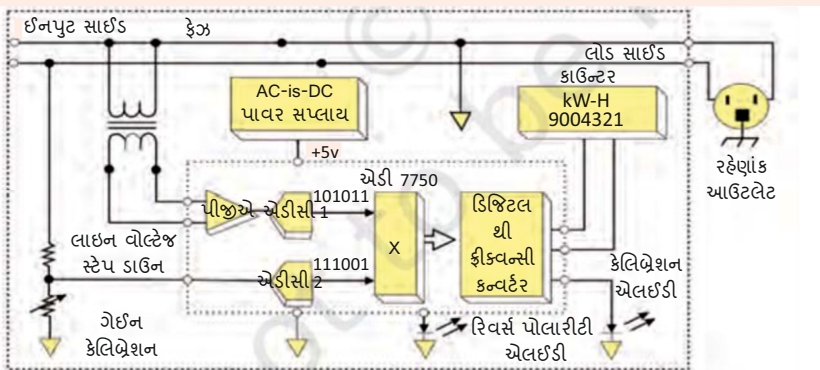 ઈનપુટ સાઈડ
ફેઝ
લોડ સાઈડ
AC-is-DC
પાવર સપ્લાય
કાઉન્ટર
kW-H
9004321
+5v
રહેણાંક
આઉટલેટ
એડી 7750
પીજીએ
એડીસી 1
101011
X
ડિજિટલ
થી
ફ્રીક્વન્સી
કન્વર્ટર
લાઇન વોલ્ટેજ
સ્ટેપ ડાઉન
એડીસી 2
111001
કેલિબ્રેશન
એલઈડી
ગેઈન
કેલિબ્રેશન
રિવર્સ પોલારીટી
એલઈડી